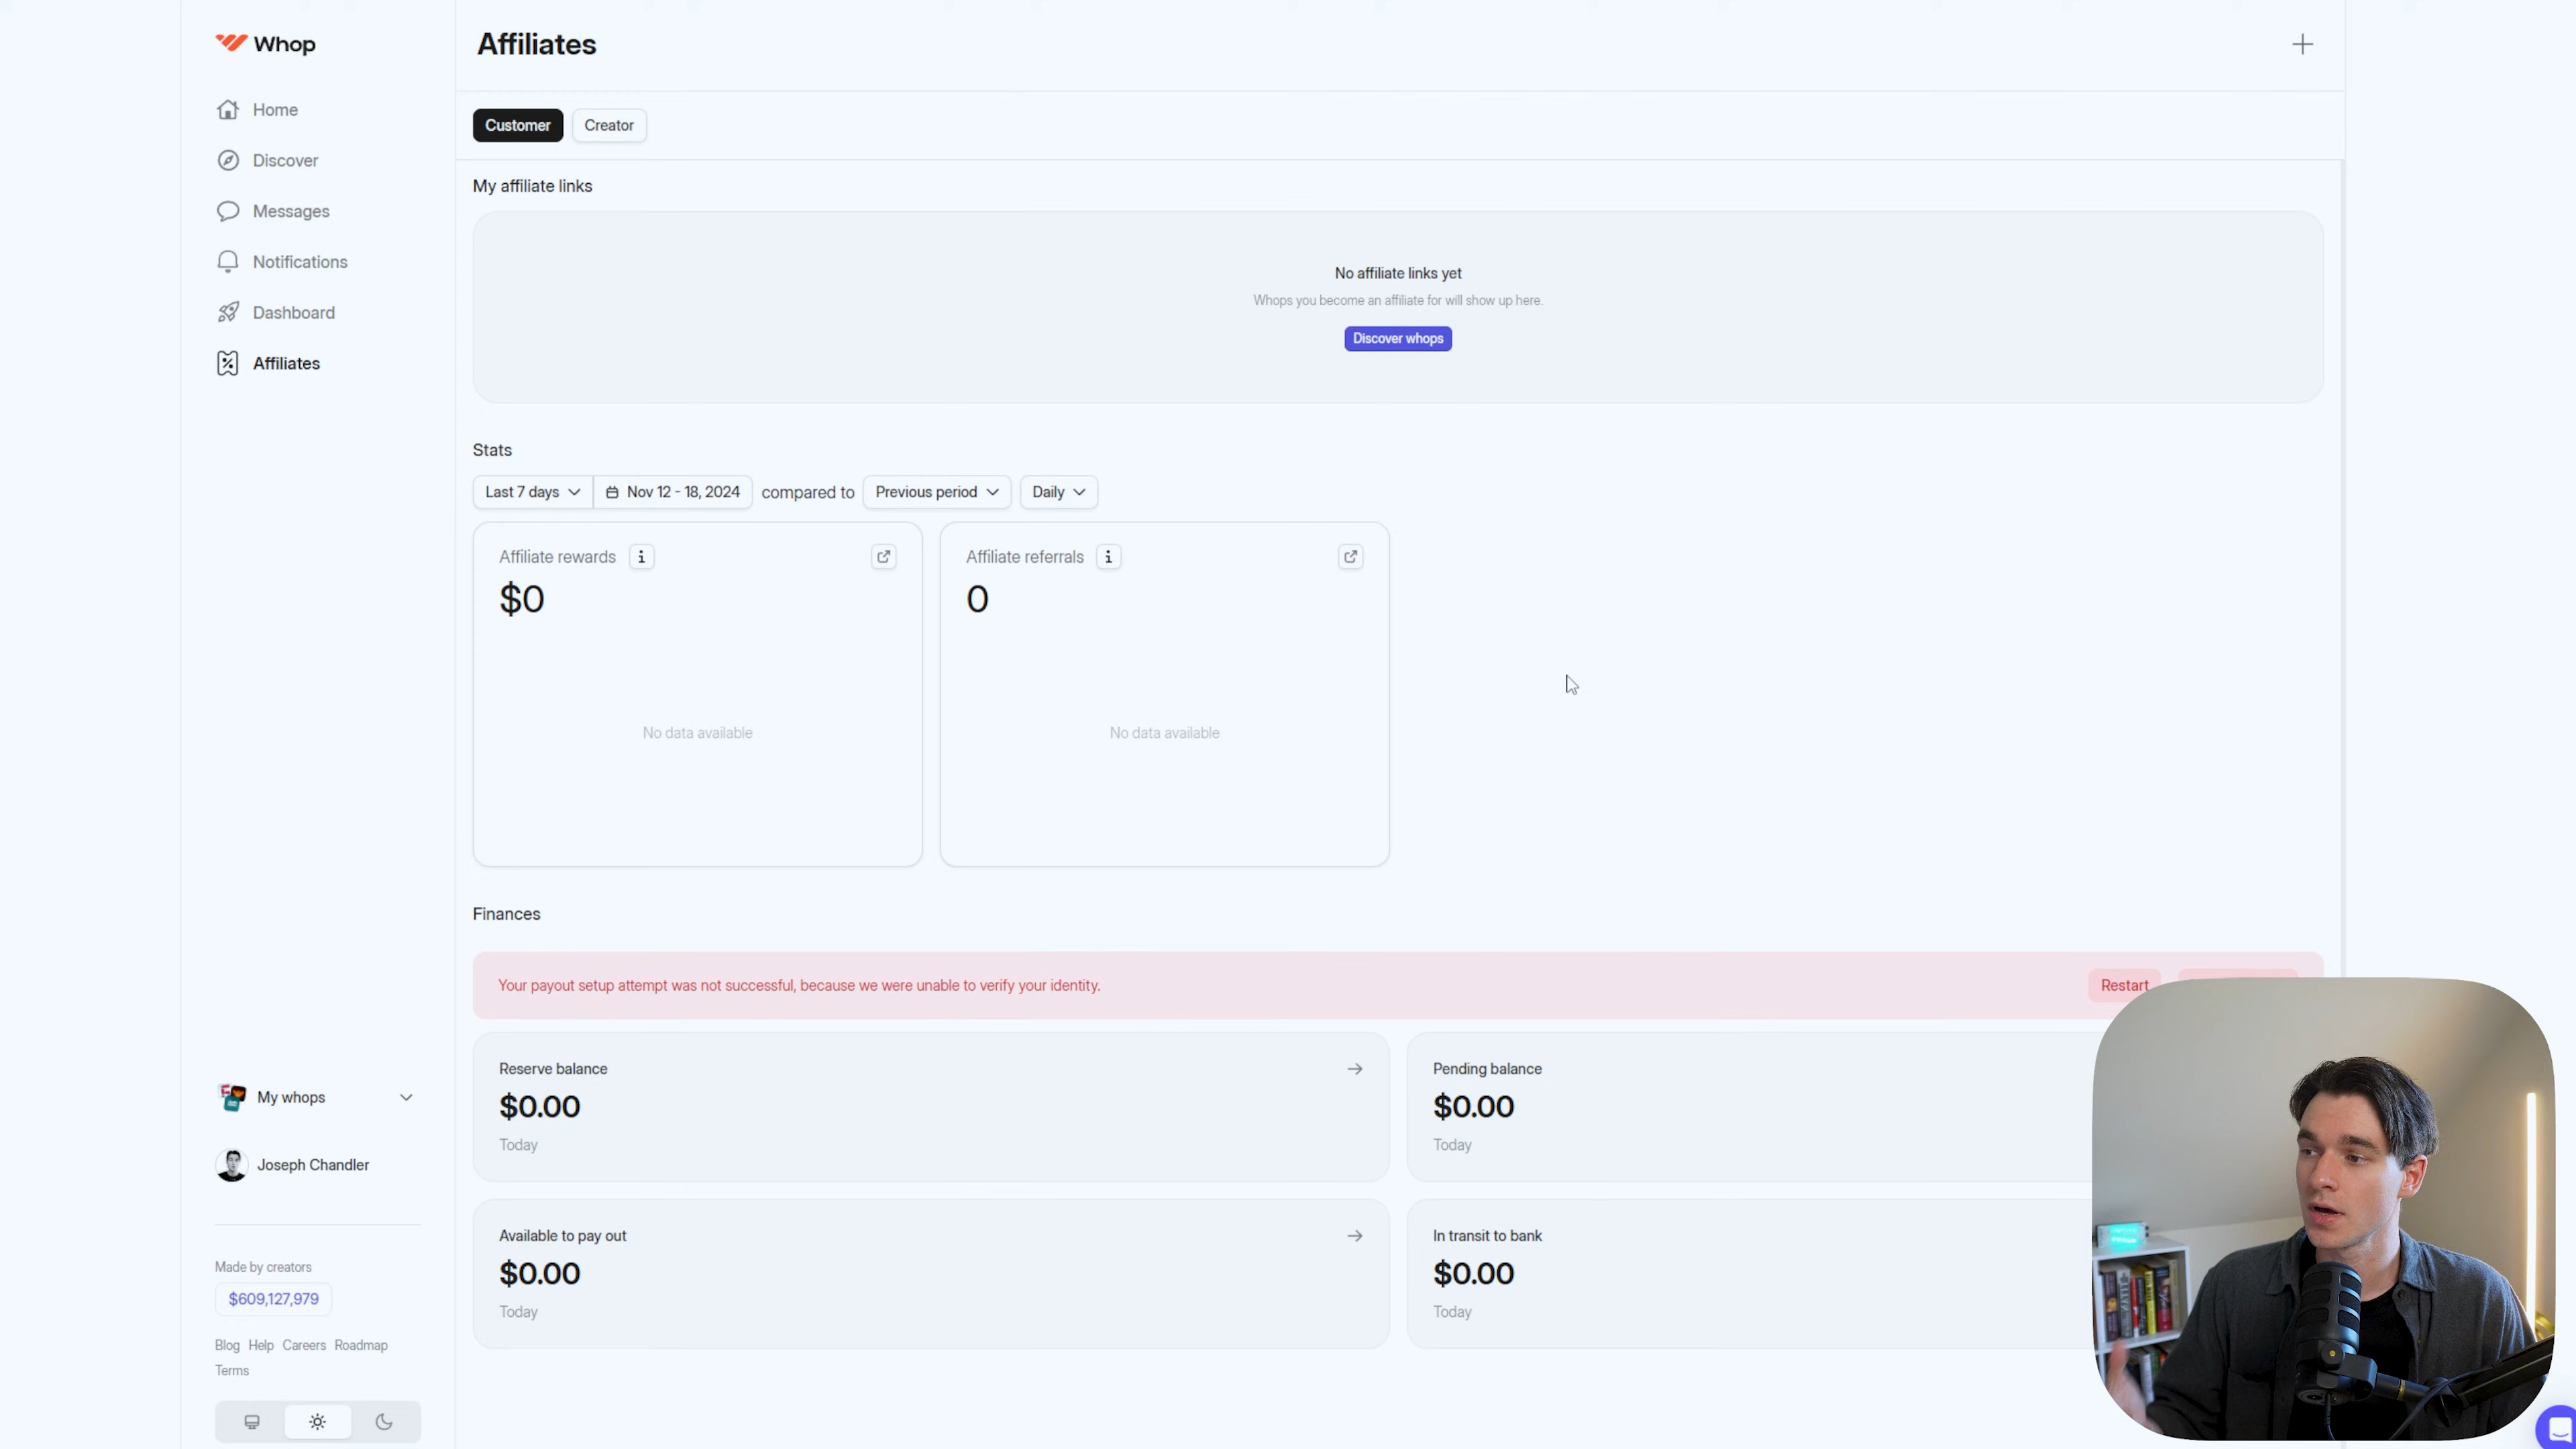 Whop
Home
Discover
Messages
Notifications
Dashboard
Affiliates
My whops
Joseph Chandler
Made by creators
$609,127,979
Blog Help Careers Roadmap
Terms
Affiliates
Customer Creator
My affiliate links
No affiliate links yet
Whops you become an affiliate for will show up here.
Discover whops
Stats
Last 7 days Nov 12 - 18, 2024 compared to Previous period Daily
Affiliate rewards i
$0
No data available
Affiliate referrals i
0
No data available
Finances
Your payout setup attempt was not successful, because we were unable to verify your identity.
Restart
Reserve balance
$0.00
Today
Pending balance
$0.00
Today
Available to pay out
$0.00
Today
In transit to bank
$0.00
Today